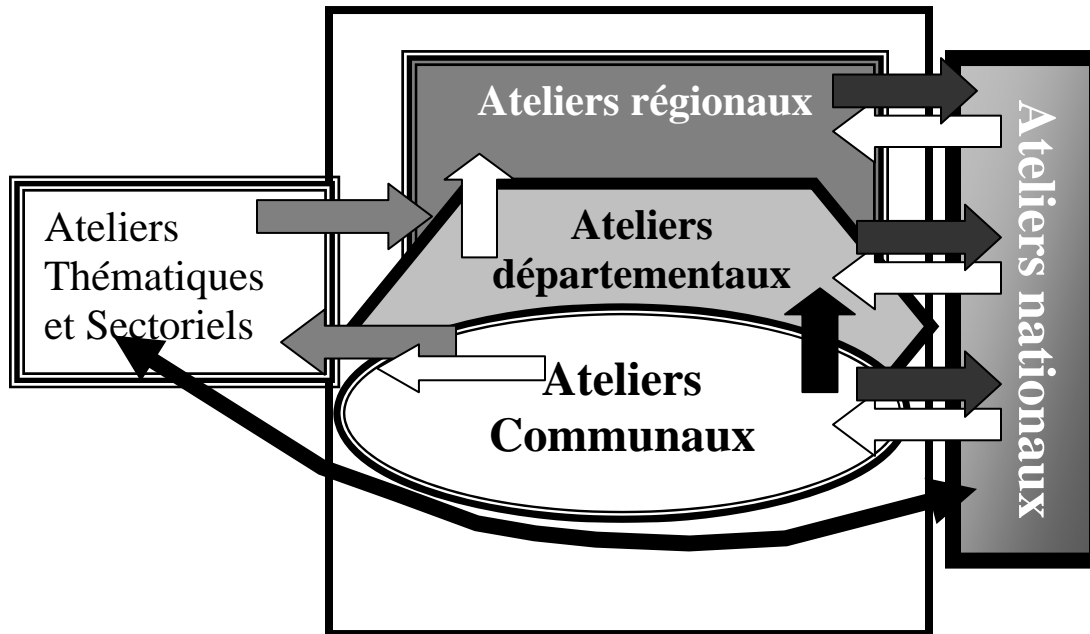 Ateliers régionaux
Ateliers
Thématiques
et Sectoriels
Ateliers
départementaux
Ateliers
Communaux
Ateliers nationaux